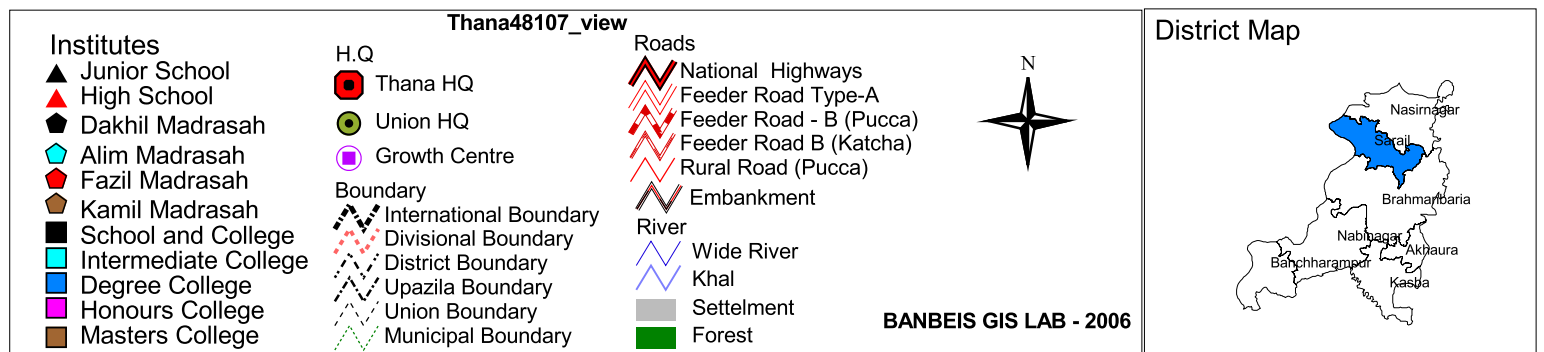 Thana48107_view
Institutes
Junior School
High School
Dakhil Madrasah
Alim Madrasah
Fazil Madrasah
Kamil Madrasah
School and College
Intermediate College
Degree College
Honours College
Masters College
H.Q
Thana HQ
Union HQ
Growth Centre
Boundary
International Boundary
Divisional Boundary
District Boundary
Upazila Boundary
Union Boundary
Municipal Boundary
Roads
National Highways
Feeder Road Type-A
Feeder Road - B (Pucca)
Feeder Road B (Katcha)
Rural Road (Pucca)
Embankment
River
Wide River
Khal
Settelment
Forest
N
BANBEIS GIS LAB - 2006
District Map
Nasirnagar
Sarail
Brahmanbaria
Nabinagar
Akhaura
Banchharampur
Kasba